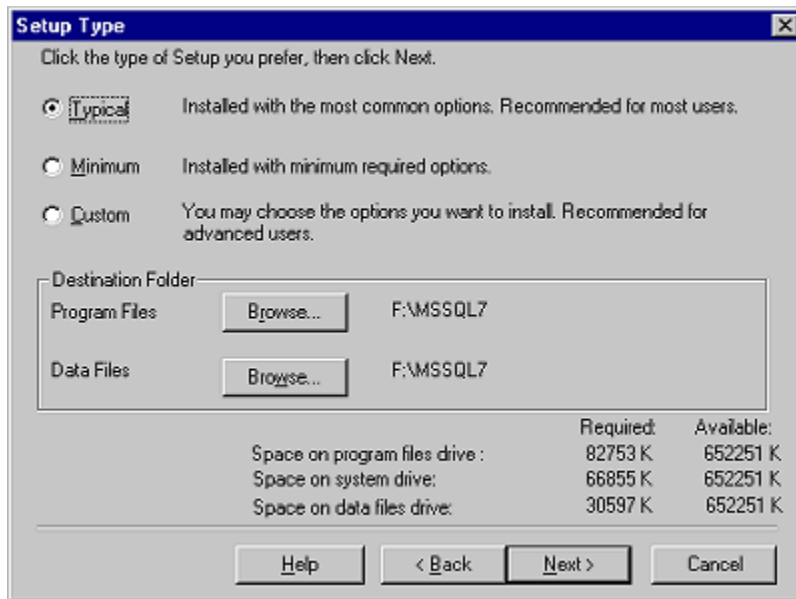 Setup Type
Click the type of Setup you prefer, then click Next.
Typical Installed with the most common options. Recommended for most users.
Minimum Installed with minimum required options.
Custom You may choose the options you want to install. Recommended for
advanced users.
Destination Folder
Program Files Browse... F:\MSSQL7
Data Files Browse... F:\MSSQL7
Required: Available:
Space on program files drive : 82753 K 652251 K
Space on system drive: 66855 K 652251 K
Space on data files drive: 30597 K 652251 K
Help < Back Next > Cancel